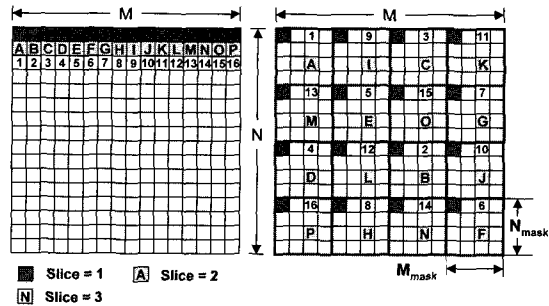 M M
1 9 3 11
A B C D E F G H I J K L M N O P
1 2 3 4 5 6 7 8 9 10 11 12 13 14 15 16
A I C K
13 5 15 7
M E O G
N
4 12 2 10
D L B J
16 8 14 6
P H N F
N mask
M mask
Slice = 1 A Slice = 2
N Slice = 3